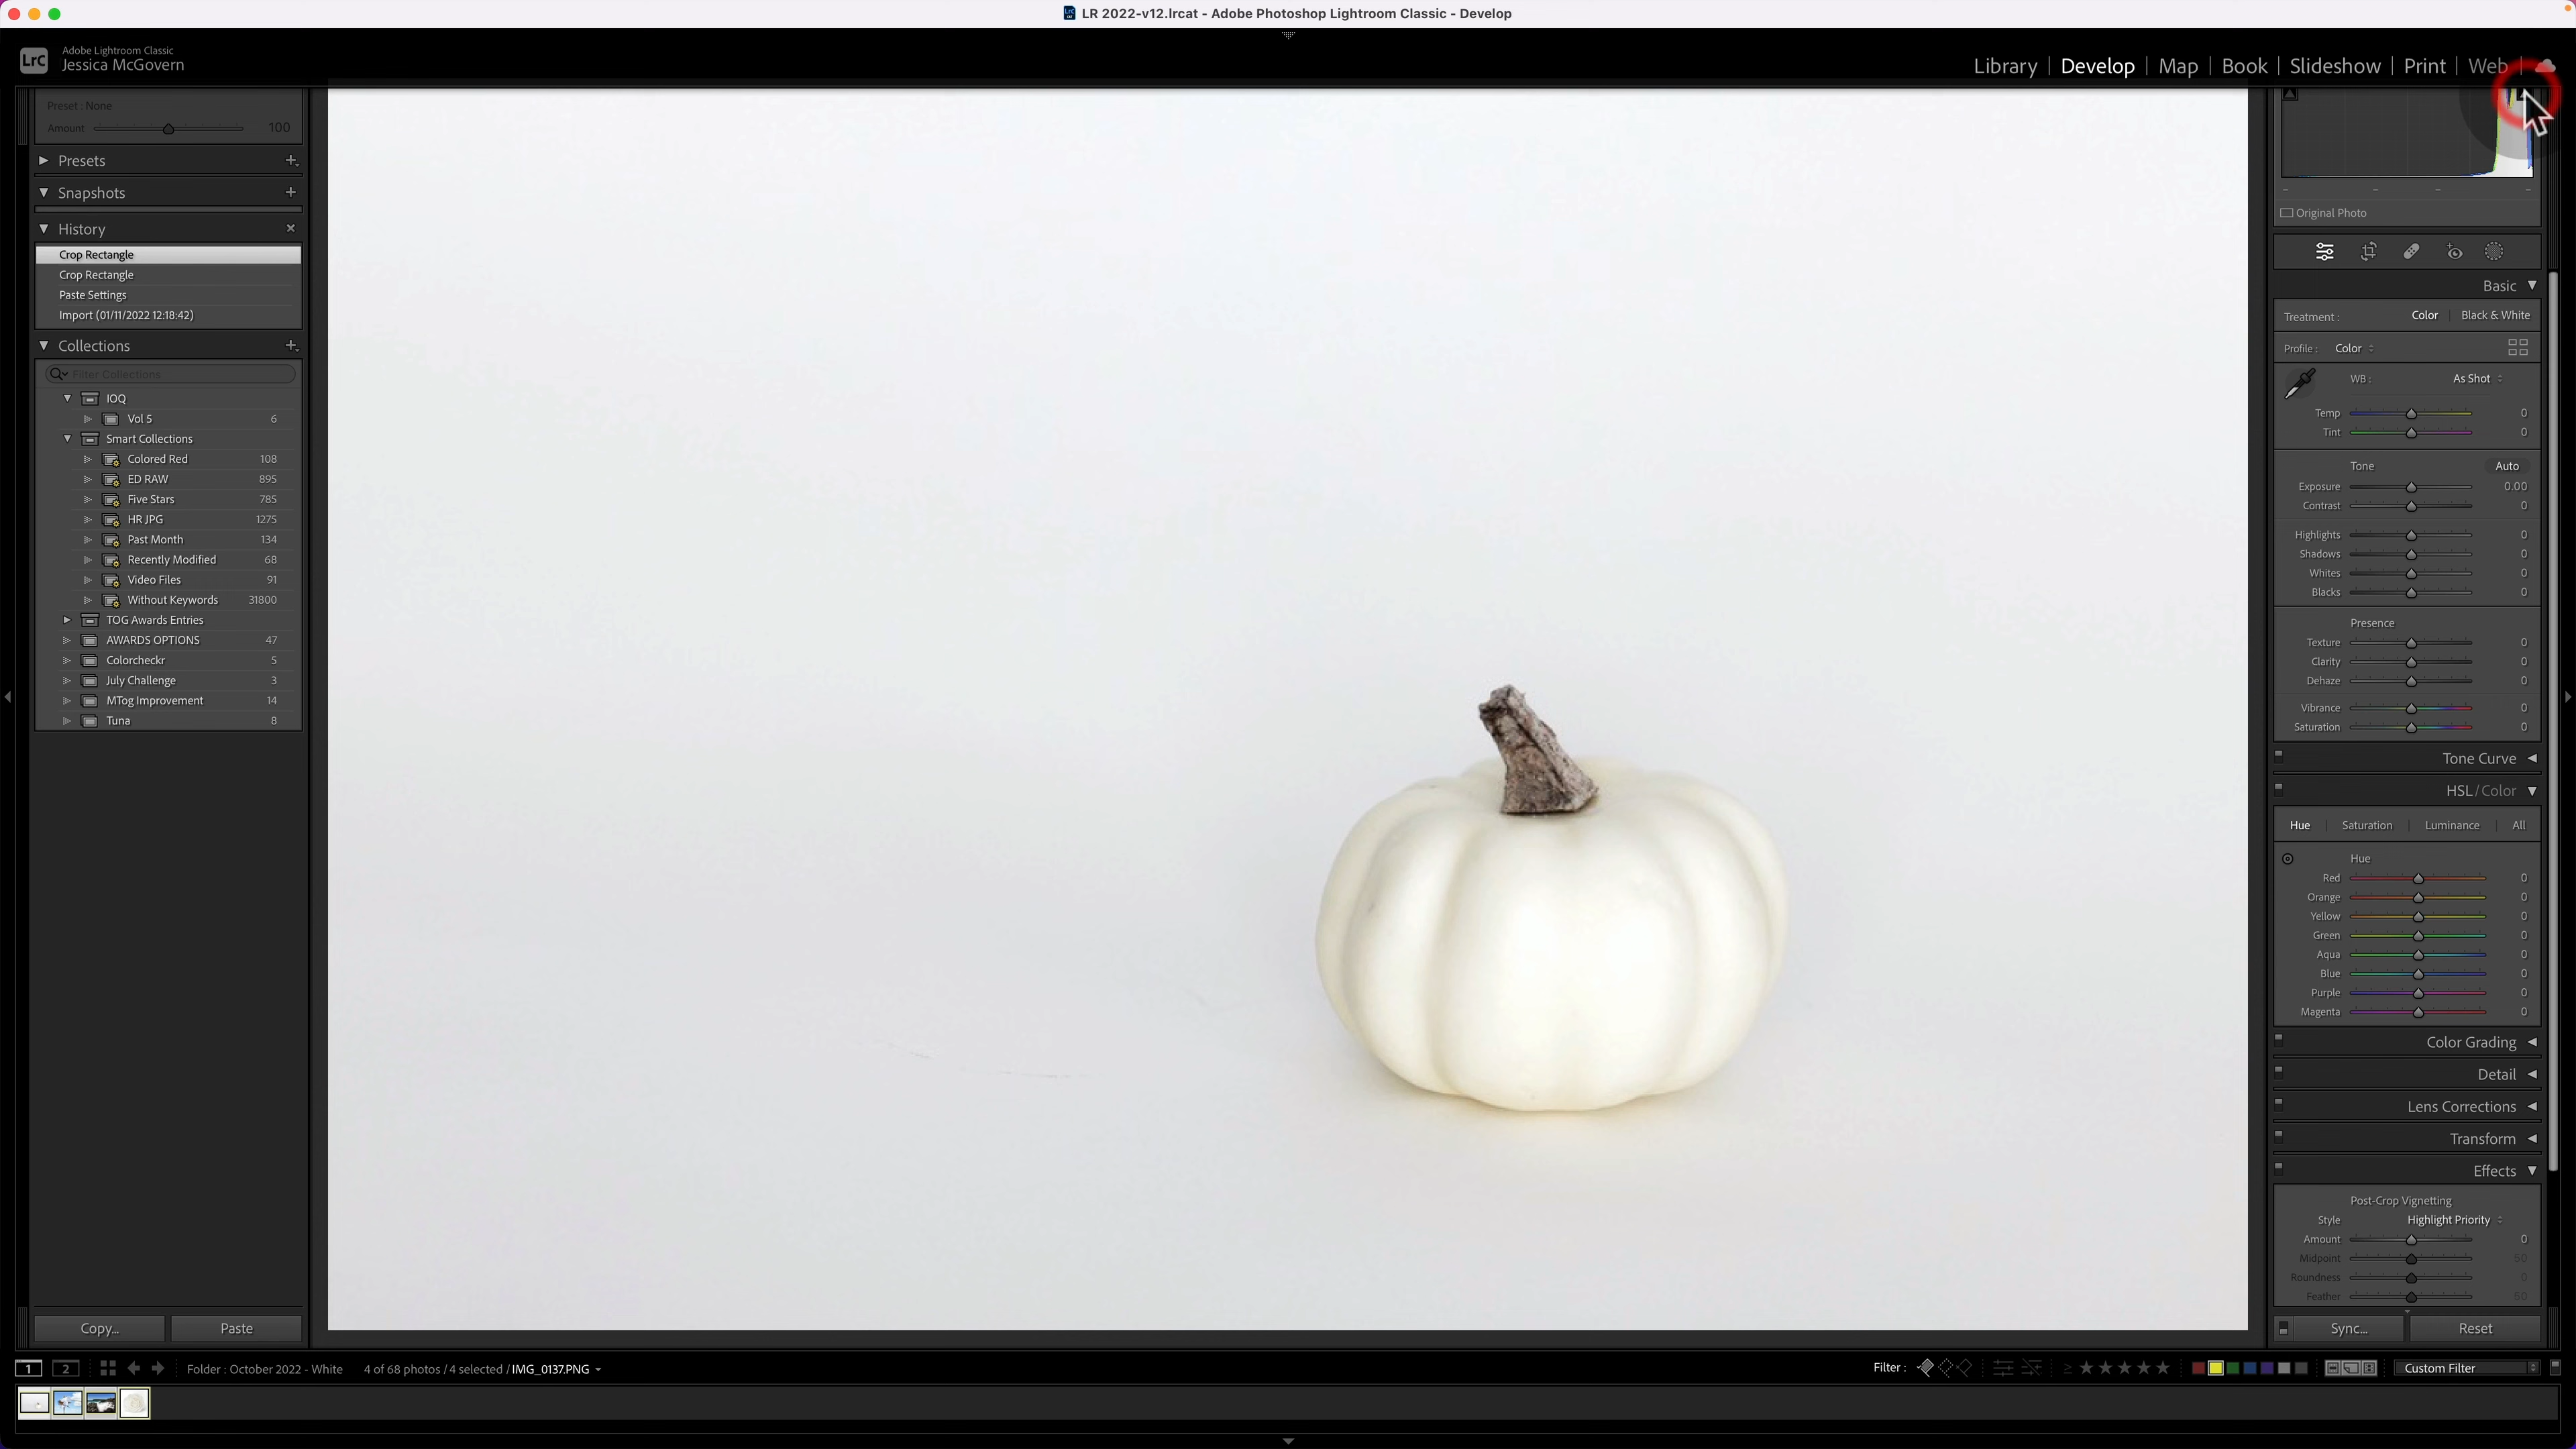 LR 2022-v12.lrcat - Adobe Photoshop Lightroom Classic - Develop
LrC
Adobe Lightroom Classic
Jessica McGovern
Library | Develop | Map | Book | Slideshow | Print | Web
Preset : None
Amount 100
Presets
Snapshots
History
Crop Rectangle
Crop Rectangle
Paste Settings
Import (01/11/2022 12:18:42)
Collections
Filter Collections
IOQ
Vol 5 6
Smart Collections
Colored Red 108
ED RAW 895
Five Stars 785
HR JPG 1275
Past Month 134
Recently Modified 68
Video Files 91
Without Keywords 31800
TOG Awards Entries
AWARDS OPTIONS 47
Colorcheckr 5
July Challenge 3
MTog Improvement 14
Tuna 8
Copy... Paste
Original Photo
Basic
Treatment : Color Black & White
Profile : Color
WB : As Shot
Temp 0
Tint 0
Tone Auto
Exposure 0.00
Contrast 0
Highlights 0
Shadows 0
Whites 0
Blacks 0
Presence
Texture 0
Clarity 0
Dehaze 0
Vibrance 0
Saturation 0
Tone Curve
HSL / Color
Hue Saturation Luminance All
Hue
Red 0
Orange 0
Yellow 0
Green 0
Aqua 0
Blue 0
Purple 0
Magenta 0
Color Grading
Detail
Lens Corrections
Transform
Effects
Post-Crop Vignetting
Style Highlight Priority
Amount 0
Midpoint 50
Roundness 0
Feather 50
Sync... Reset
1 2 Folder : October 2022 - White 4 of 68 photos / 4 selected / IMG_0137.PNG Filter : Custom Filter